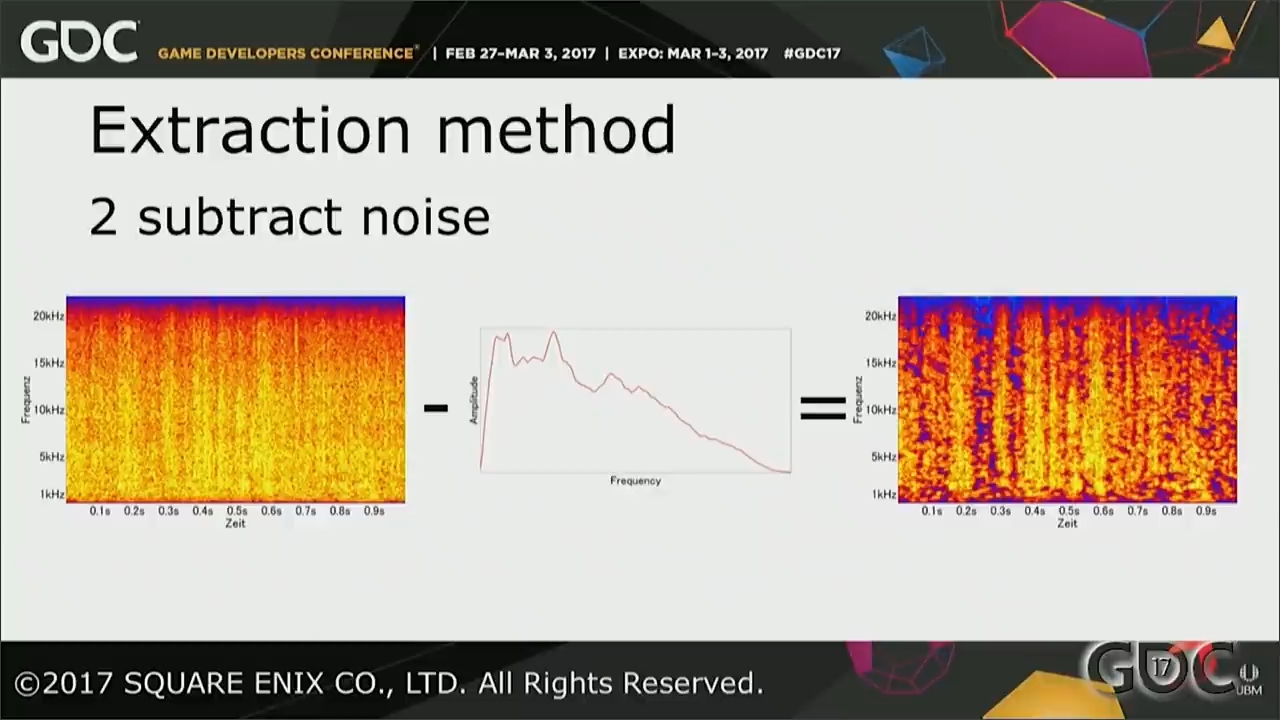 GDC GAME DEVELOPERS CONFERENCE® | FEB 27-MAR 3, 2017 | EXPO: MAR 1-3, 2017 #GDC17
Extraction method
2 subtract noise
20kHz
15kHz
10kHz
5kHz
1kHz
Frequenz
0.1s 0.2s 0.3s 0.4s 0.5s 0.6s 0.7s 0.8s 0.9s
Zeit
-
Amplitude
Frequency
=
20kHz
15kHz
10kHz
5kHz
1kHz
Frequenz
0.1s 0.2s 0.3s 0.4s 0.5s 0.6s 0.7s 0.8s 0.9s
Zeit
©2017 SQUARE ENIX CO., LTD. All Rights Reserved.
GDC 17
UBM